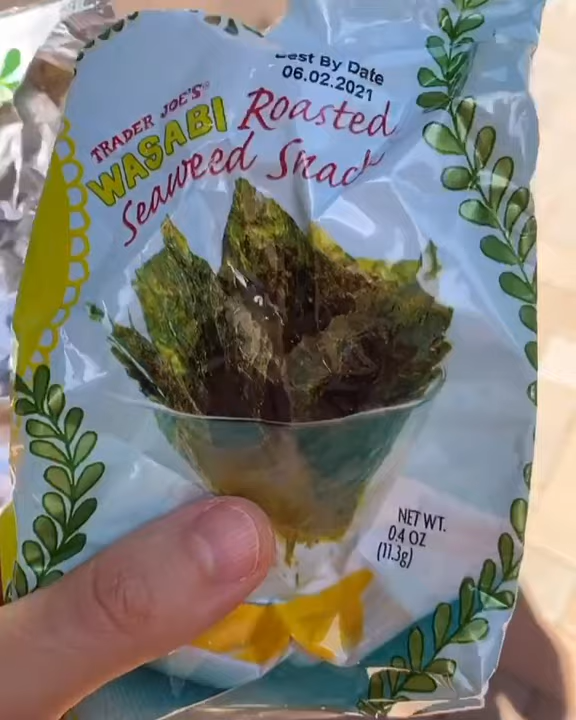 Best By Date
06.02.2021
TRADER JOE'S®
WASABI Roasted
Seaweed Snack
NET WT.
0.4 OZ
(11.3g)